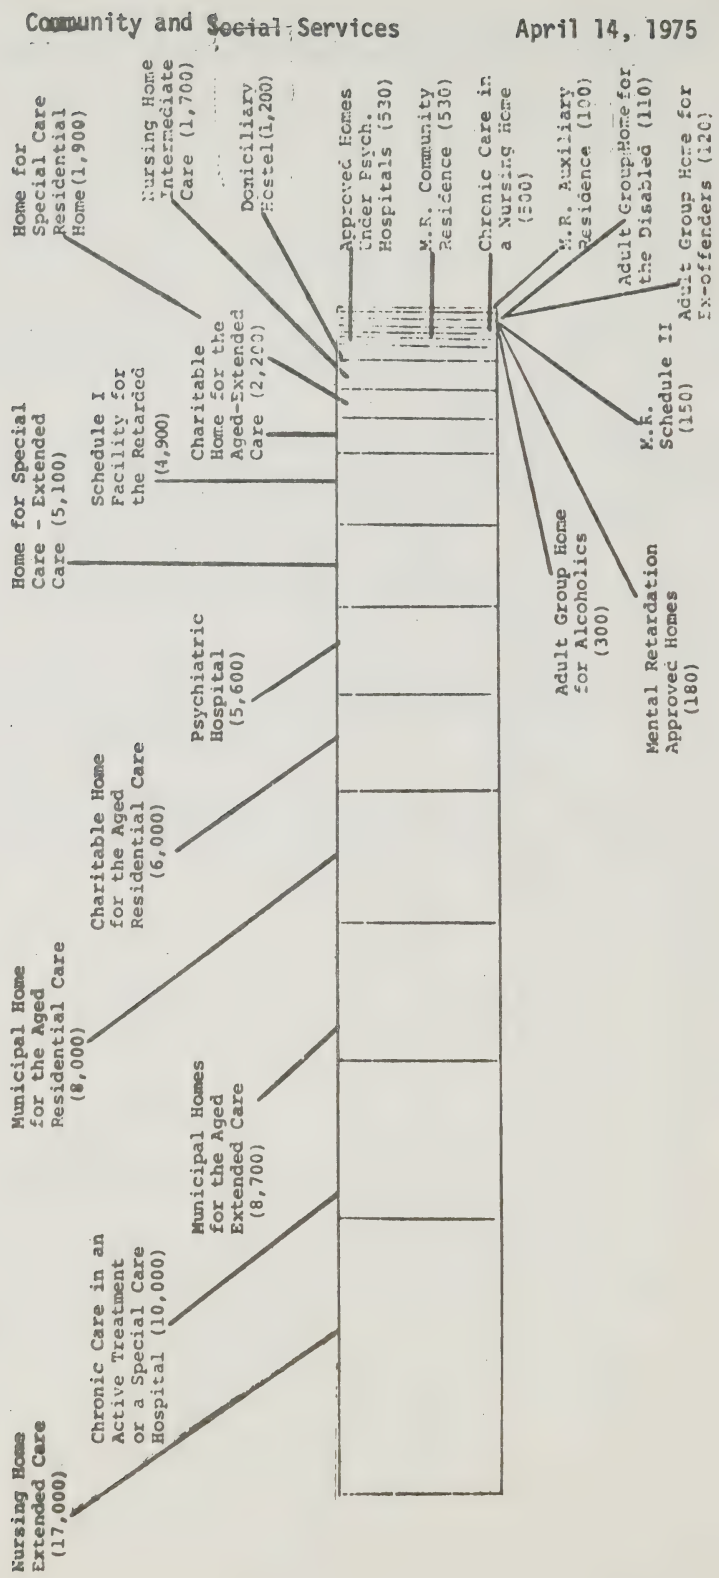 Community and Social Services
April 14, 1975
Nursing Home
Extended Care
(17,000)
Chronic Care in an
Active Treatment
or a Special Care
Hospital (10,000)
Municipal Homes
for the Aged
Extended Care
(8,700)
Municipal Home
for the Aged
Residential Care
(8,000)
Charitable Home
for the Aged
Residential Care
(6,000)
Psychiatric
Hospital
(5,600)
Home for Special
Care - Extended
Care (5,100)
Schedule I
Facility for
the Retarded
(4,900)
Charitable
Home for the
Aged-Extended
Care (2,200)
Home for
Special Care
Residential
Home (1,900)
Nursing Home
Intermediate
Care (1,700)
Domiciliary
Hostel (1,200)
Approved Homes
Under Psych.
Hospitals (530)
M.R. Community
Residence (530)
Chronic Care in
a Nursing Home
Adult Group Home
for Alcoholics
(300)
Mental Retardation
Approved Homes
(180)
M.R.
Schedule II
(150)
Adult Group Home for
Ex-offenders (120)
Adult Group Home for
the Disabled (110)
M.R. Auxiliary
Residence (100)